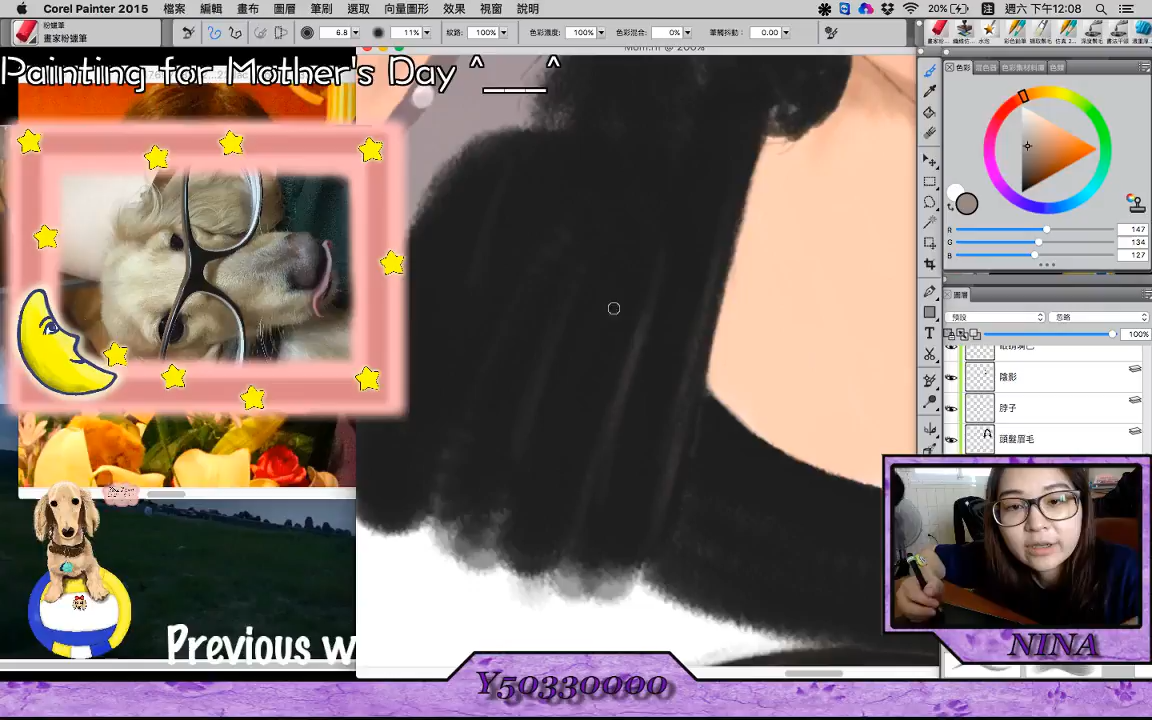 Corel Painter 2015 檔案 編輯 畫布 圖層 筆刷 選取 向量圖形 效果 視窗 說明 20% 週六 下午12:08
粉蠟筆
畫家粉蠟筆
6.8 11% 紋路: 100% 色彩濃度: 100% 色彩混合: 0% 筆觸抖動: 0.00
Mom.rif @ 200%
Painting for Mother's Day ^___^
色彩
R 147
G 134
B 127
圖層
預設 忽略
100%
陰影
脖子
頭髮眉毛
Previous w
NINA
Y50330000